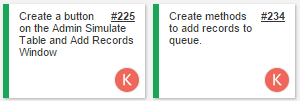 Create a button #225
on the Admin Simulate
Table and Add Records
Window
K
Create methods #234
to add records to
queue.
K